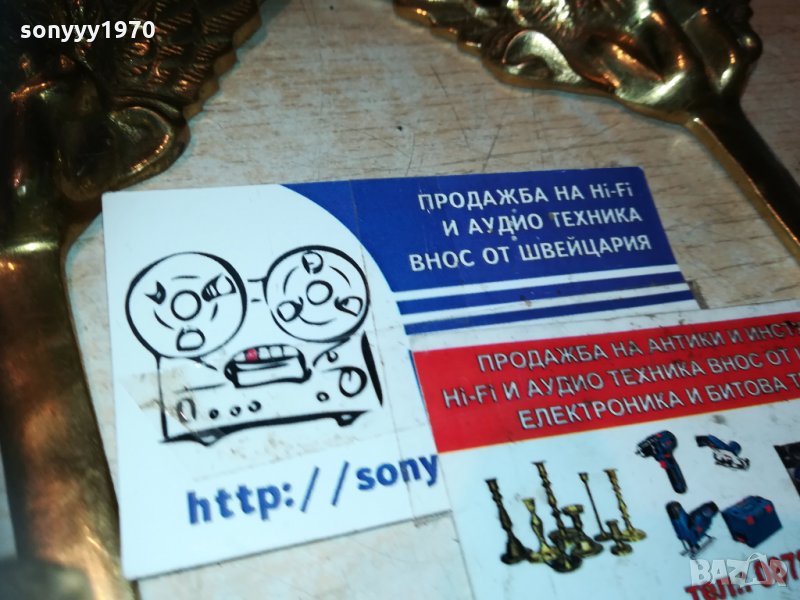 sonyyy1970
ПРОДАЖБА НА Hi-Fi
И АУДИО ТЕХНИКА
ВНОС ОТ ШВЕЙЦАРИЯ
http://sony
ПРОДАЖБА НА АНТИКИ И
Hi-Fi И АУДИО ТЕХНИКА ВНОС ОТ
ЕЛЕКТРОНИКА И БИТОВА
BAZAR